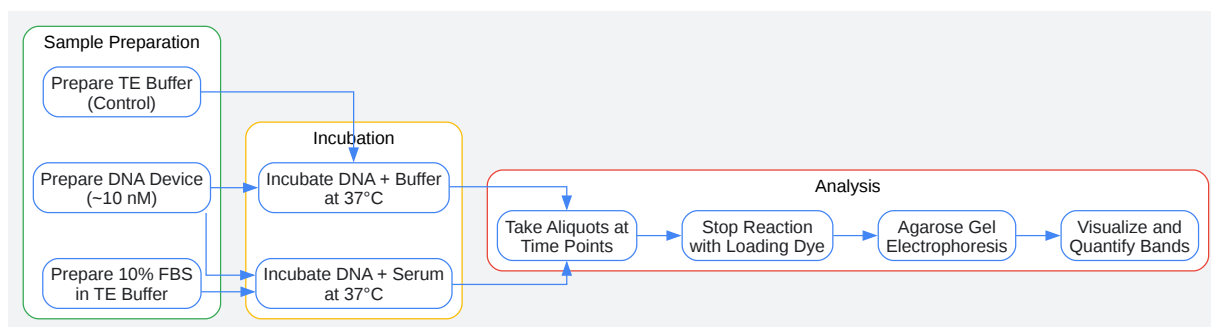 Sample Preparation
Prepare TE Buffer
(Control)
Prepare DNA Device
(~10 nM)
Prepare 10% FBS
in TE Buffer
Incubation
Incubate DNA + Buffer
at 37°C
Incubate DNA + Serum
at 37°C
Analysis
Take Aliquots at
Time Points
Stop Reaction
with Loading Dye
Agarose Gel
Electrophoresis
Visualize and
Quantify Bands